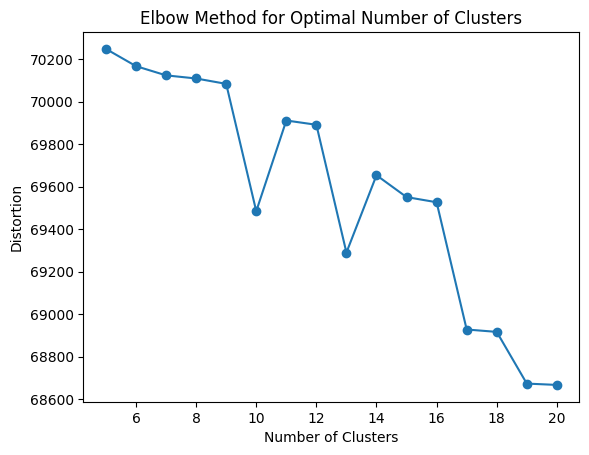 Elbow Method for Optimal Number of Clusters
70200
70000
69800
69600
69400
69200
69000
68800
68600
Distortion
6 8 10 12 14 16 18 20
Number of Clusters